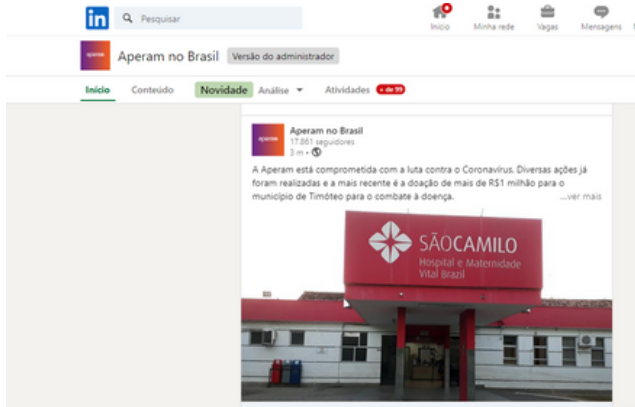 in
Pesquisar
Início
Minha rede
Vagas
Mensagens
aperam
Aperam no Brasil
Versão do administrador
Início
Conteúdo
Novidade
Análise
Atividades
+ de 99
aperam
Aperam no Brasil
17.861 seguidores
3 m •
A Aperam está comprometida com a luta contra o Coronavírus. Diversas ações já
foram realizadas e a mais recente é a doação de mais de R$1 milhão para o
município de Timóteo para o combate à doença.
...ver mais
SÃOCAMILO
Hospital e Maternidade
Vital Brazil